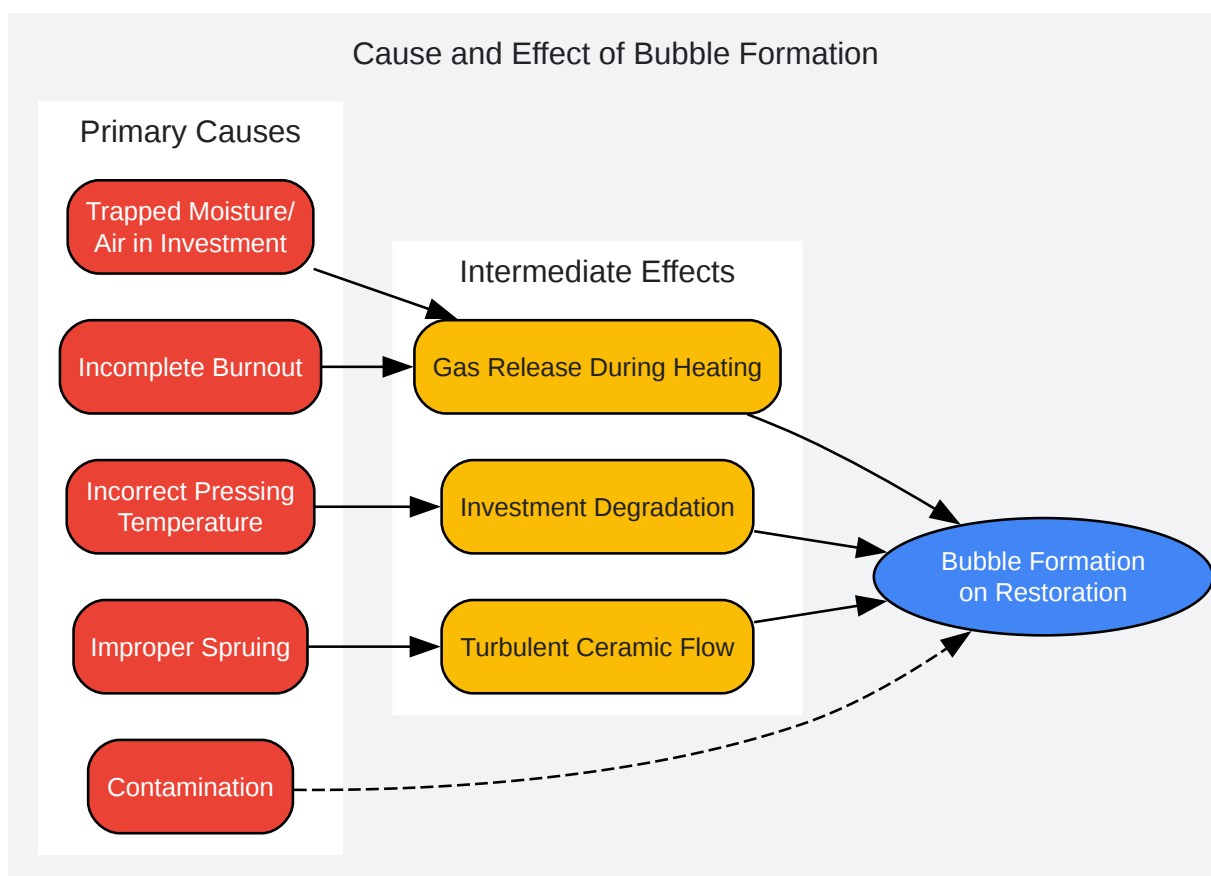 Cause and Effect of Bubble Formation
Primary Causes
Trapped Moisture/
Air in Investment
Incomplete Burnout
Incorrect Pressing
Temperature
Improper Spruing
Contamination
Intermediate Effects
Gas Release During Heating
Investment Degradation
Turbulent Ceramic Flow
Bubble Formation
on Restoration